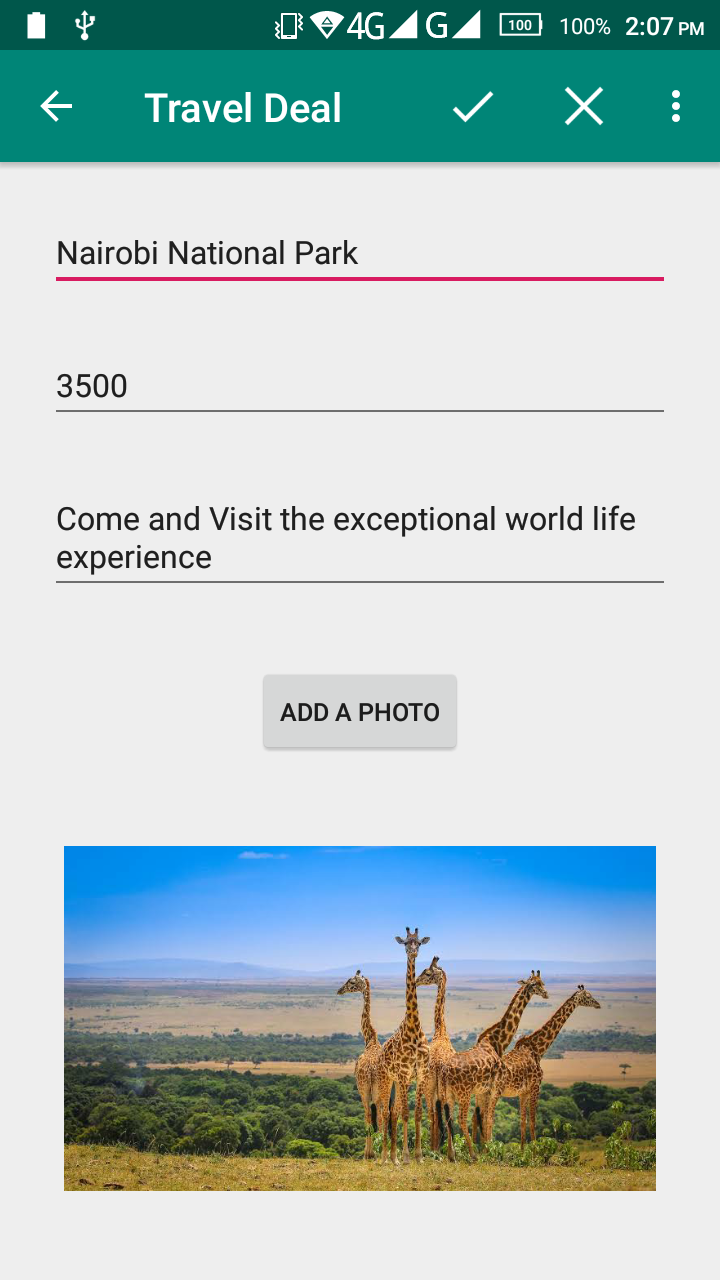 4G G 100 100% 2:07 PM
Travel Deal
Nairobi National Park
3500
Come and Visit the exceptional world life
experience
ADD A PHOTO